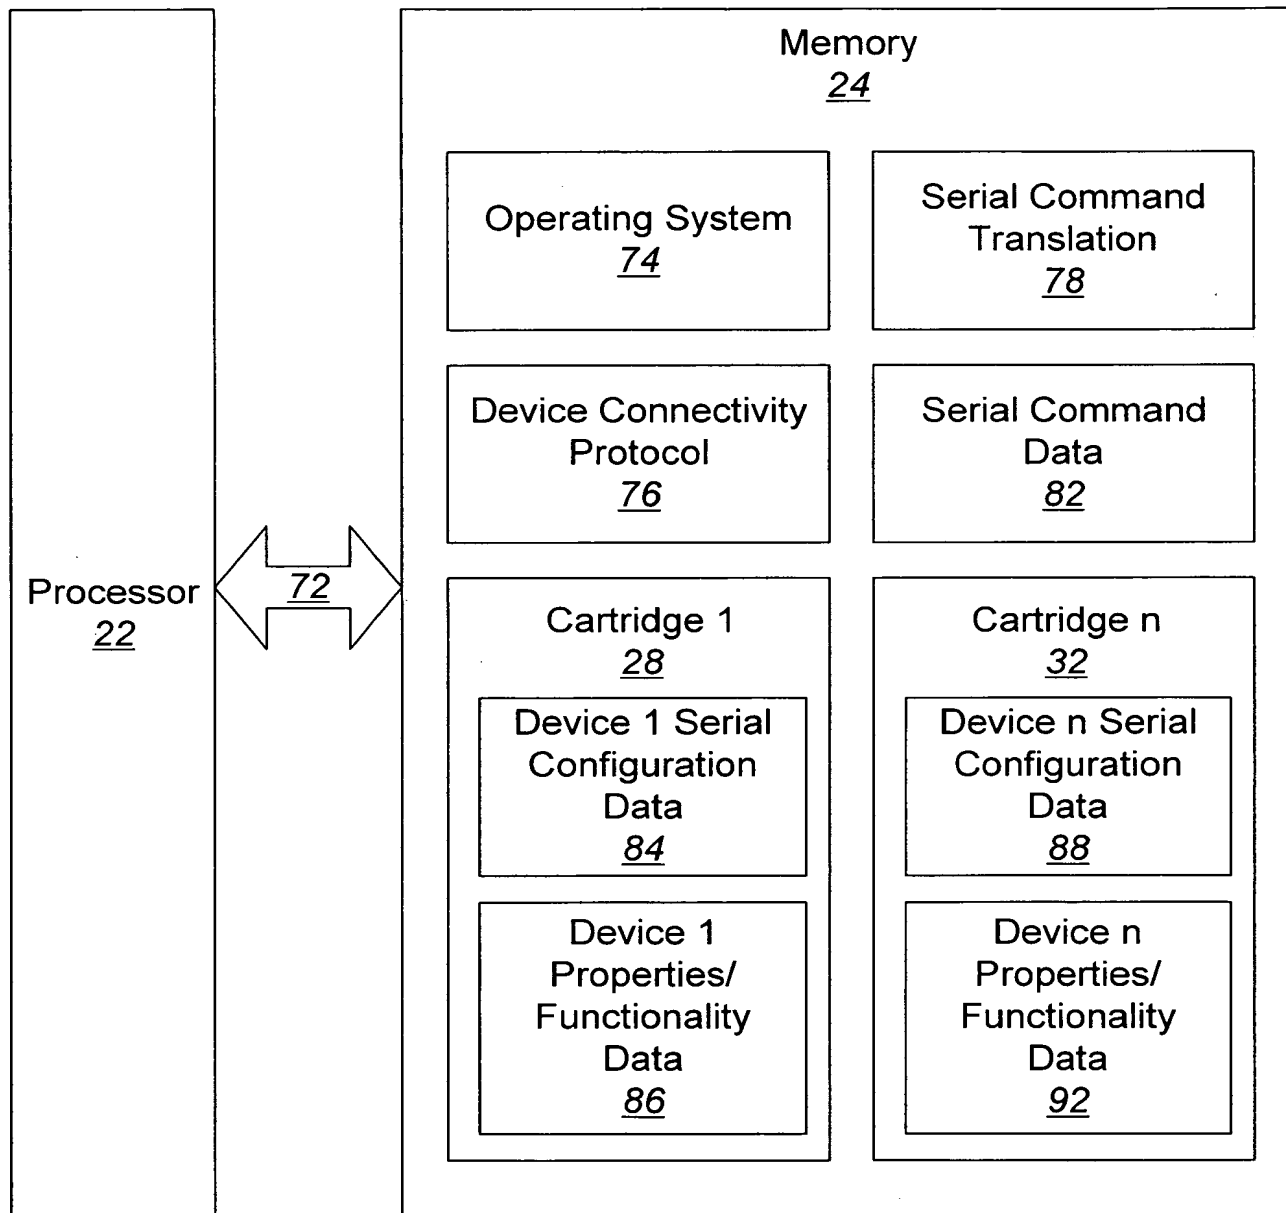 Memory
24
Operating System
74
Serial Command
Translation
78
Device Connectivity
Protocol
76
Serial Command
Data
82
Processor
22
72
Cartridge 1
28
Device 1 Serial
Configuration
Data
84
Device 1
Properties/
Functionality
Data
86
Cartridge n
32
Device n Serial
Configuration
Data
88
Device n
Properties/
Functionality
Data
92